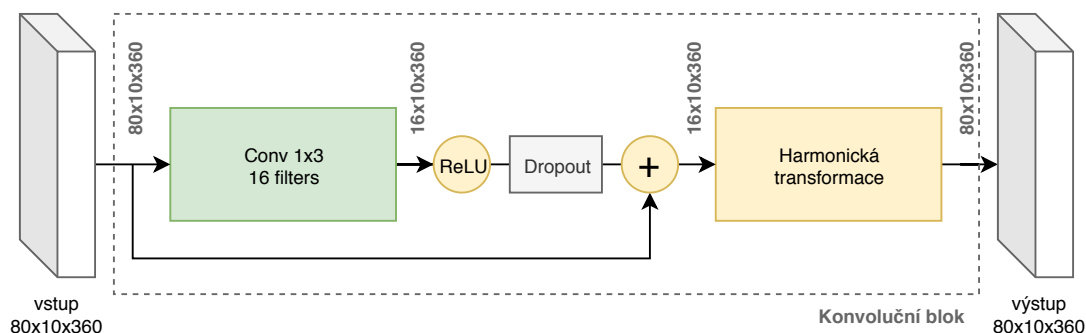 80x10x360
16x10x360
16x10x360
80x10x360
Conv 1x3
16 filters
ReLU
Dropout
+
Harmonická
transformace
vstup
80x10x360
Konvoluční blok
výstup
80x10x360